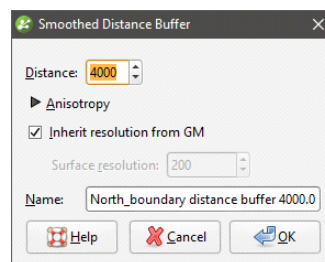 Smoothed Distance Buffer
Distance: 4000
Anisotropy
Inherit resolution from GM
Surface resolution: 200
Name: North_boundary distance buffer 4000.0
Help Cancel OK